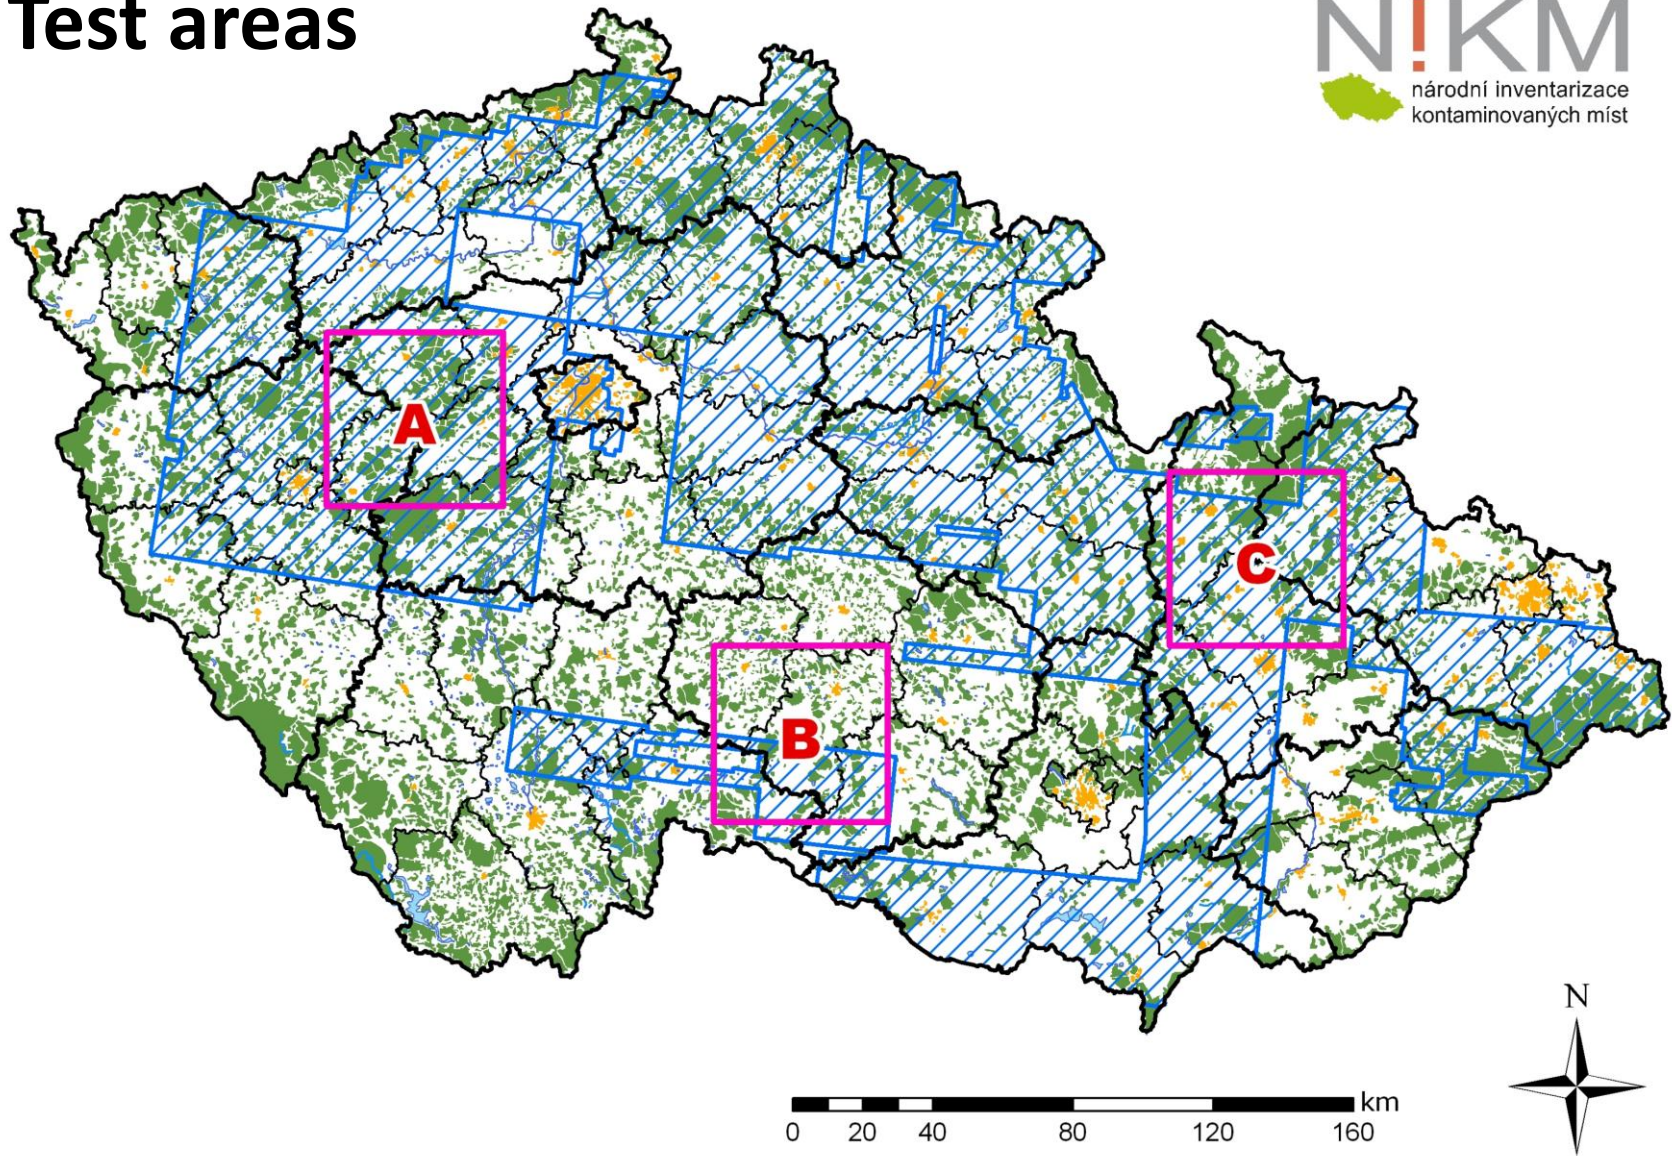 Test areas
N!KM
národní inventarizace
kontaminovaných míst
A
B
C
N
km
0 20 40 80 120 160